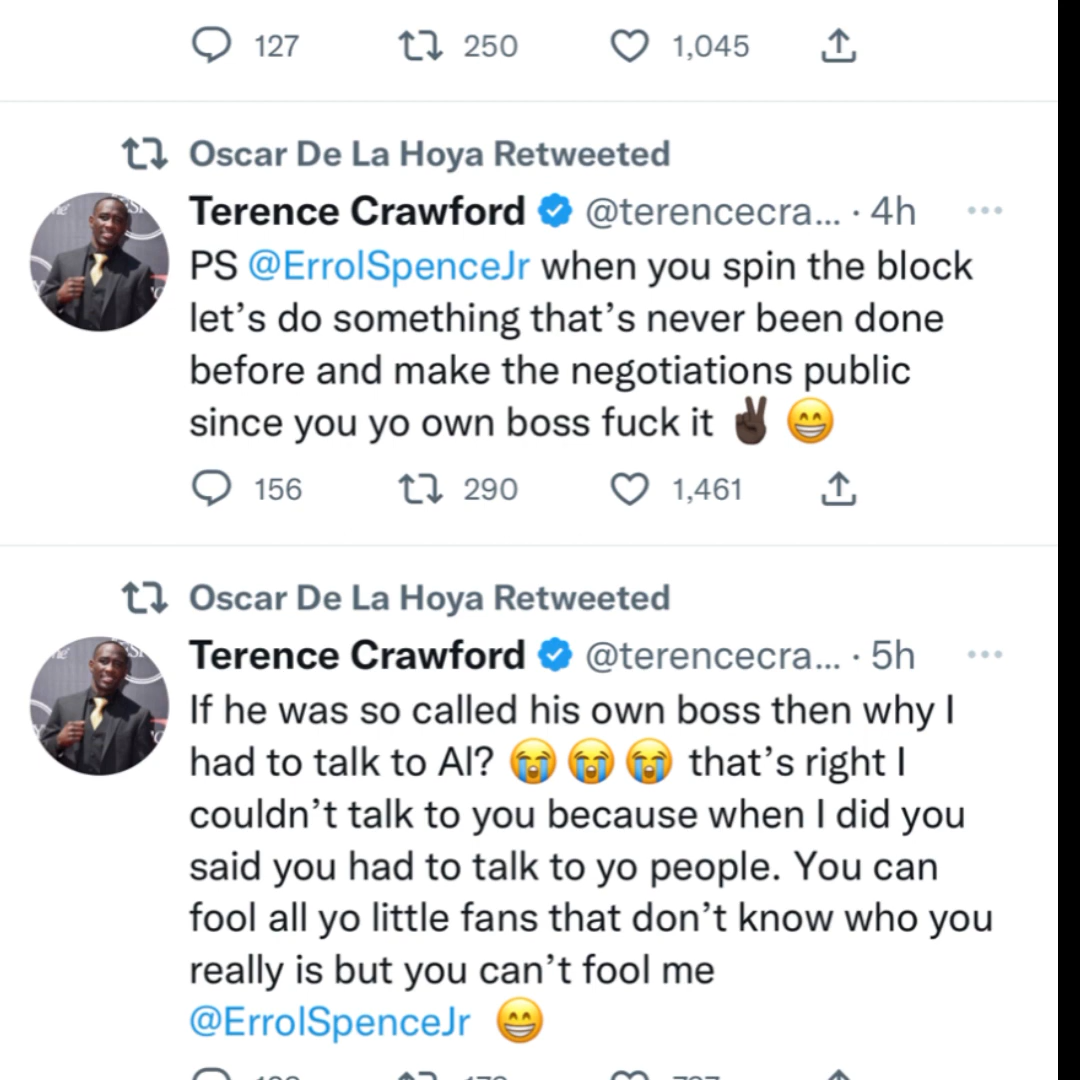 127 250 1,045
Oscar De La Hoya Retweeted
Terence Crawford @terencecra... · 4h
PS @ErrolSpenceJr when you spin the block
let’s do something that’s never been done
before and make the negotiations public
since you yo own boss fuck it ✌🏿 😁
156 290 1,461
Oscar De La Hoya Retweeted
Terence Crawford @terencecra... · 5h
If he was so called his own boss then why I
had to talk to Al? 😭 😭 😭 that’s right I
couldn’t talk to you because when I did you
said you had to talk to yo people. You can
fool all yo little fans that don’t know who you
really is but you can’t fool me
@ErrolSpenceJr 😁